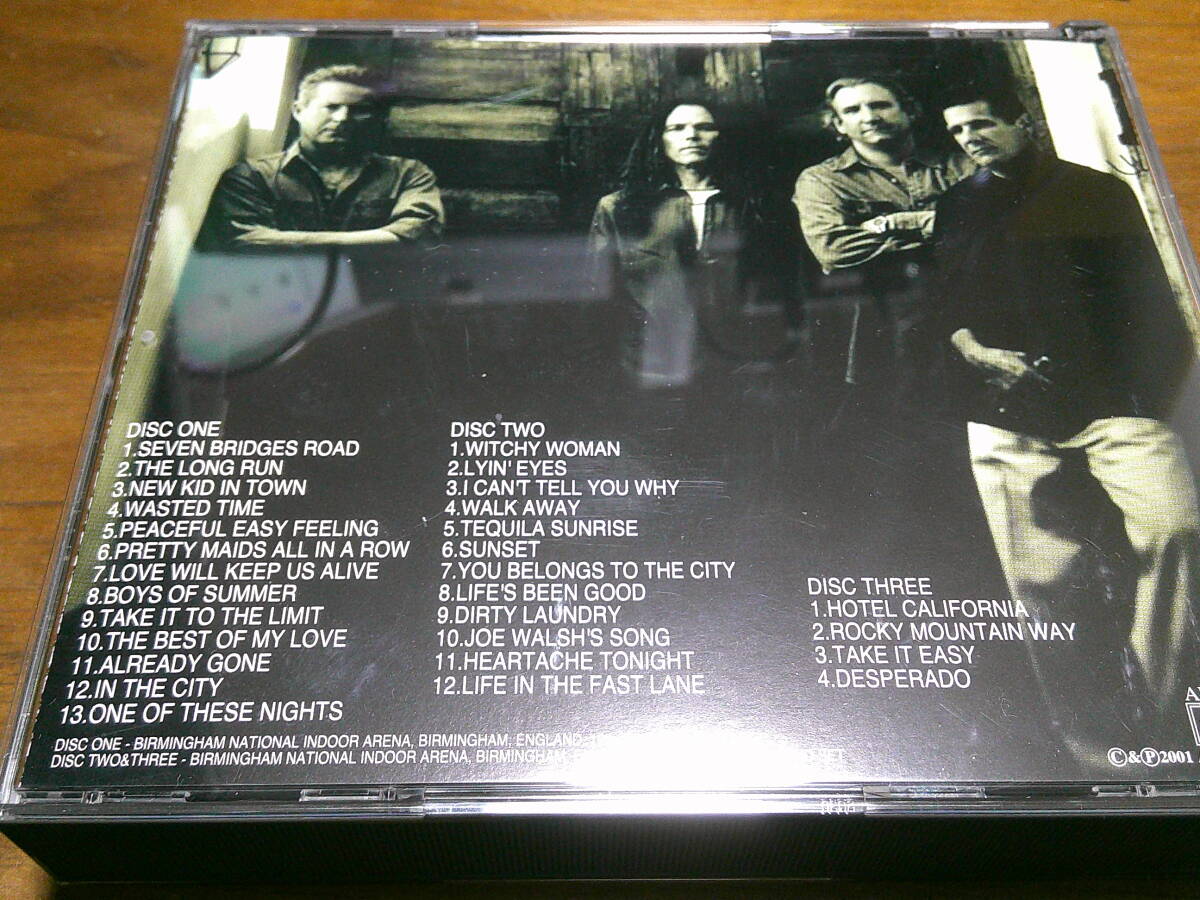 DISC ONE
1.SEVEN BRIDGES ROAD
2.THE LONG RUN
3.NEW KID IN TOWN
4.WASTED TIME
5.PEACEFUL EASY FEELING
6.PRETTY MAIDS ALL IN A ROW
7.LOVE WILL KEEP US ALIVE
8.BOYS OF SUMMER
9.TAKE IT TO THE LIMIT
10.THE BEST OF MY LOVE
11.ALREADY GONE
12.IN THE CITY
13.ONE OF THESE NIGHTS
DISC TWO
1.WITCHY WOMAN
2.LYIN' EYES
3.I CAN'T TELL YOU WHY
4.WALK AWAY
5.TEQUILA SUNRISE
6.SUNSET
7.YOU BELONGS TO THE CITY
8.LIFE'S BEEN GOOD
9.DIRTY LAUNDRY
10.JOE WALSH'S SONG
11.HEARTACHE TONIGHT
12.LIFE IN THE FAST LANE
DISC THREE
1.HOTEL CALIFORNIA
2.ROCKY MOUNTAIN WAY
3.TAKE IT EASY
4.DESPERADO
DISC ONE - BIRMINGHAM NATIONAL INDOOR ARENA, BIRMINGHAM, ENGLAND
DISC TWO&THREE - BIRMINGHAM NATIONAL INDOOR ARENA, BIRMINGHAM,
©&℗2001